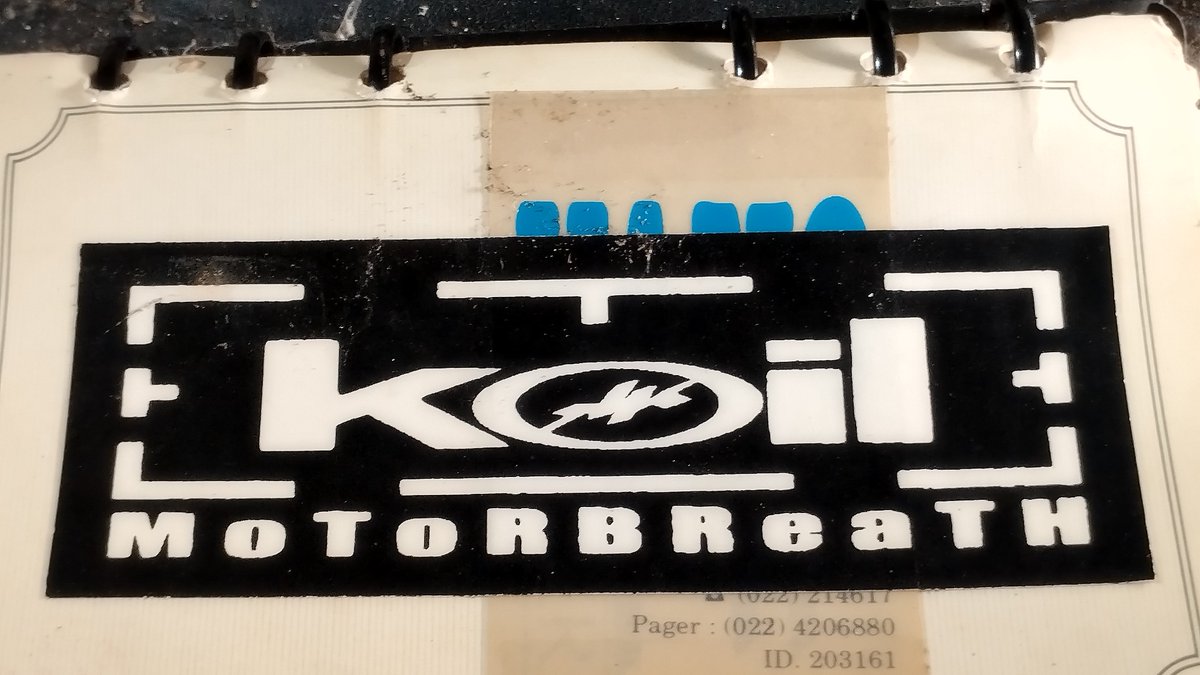 koil
MoToRBReaTH
☎ (022) 214617
Pager : (022) 4206880
ID. 203161